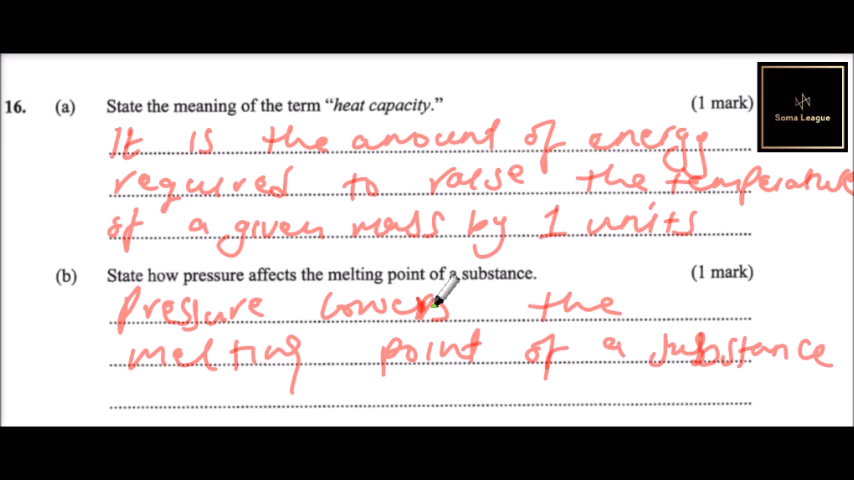 16. (a) State the meaning of the term “heat capacity.” (1 mark)
Soma League
It is the amount of energy
required to raise the temperature
of a given mass by 1 units
(b) State how pressure affects the melting point of a substance. (1 mark)
Pressure lowers the
melting point of a substance